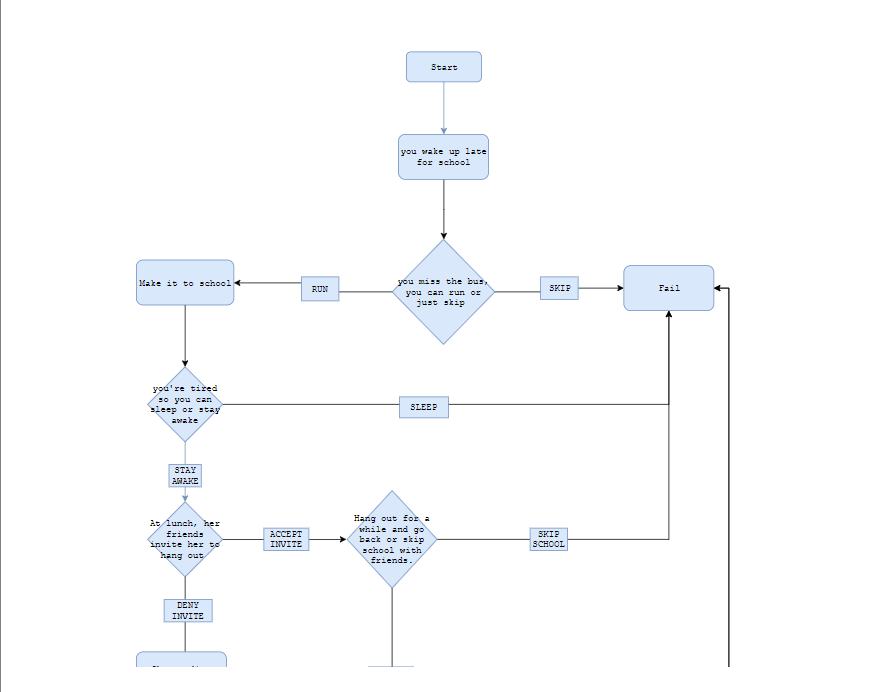 Start
you wake up late
for school
you miss the bus,
you can run or
just skip
RUN
SKIP
Make it to school
Fail
you're tired
so you can
sleep or stay
awake
SLEEP
STAY
AWAKE
At lunch, her
friends
invite her to
hang out
ACCEPT
INVITE
Hang out for a
while and go
back or skip
school with
friends.
SKIP
SCHOOL
DENY
INVITE